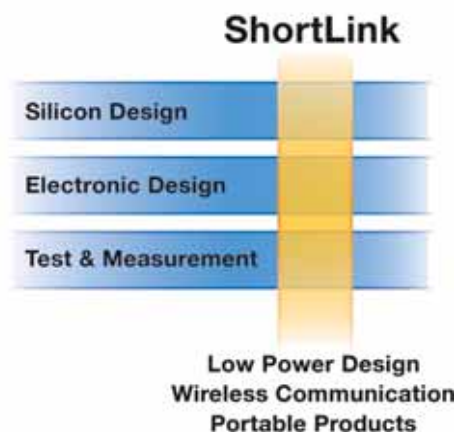 ShortLink
Silicon Design
Electronic Design
Test & Measurement
Low Power Design
Wireless Communication
Portable Products